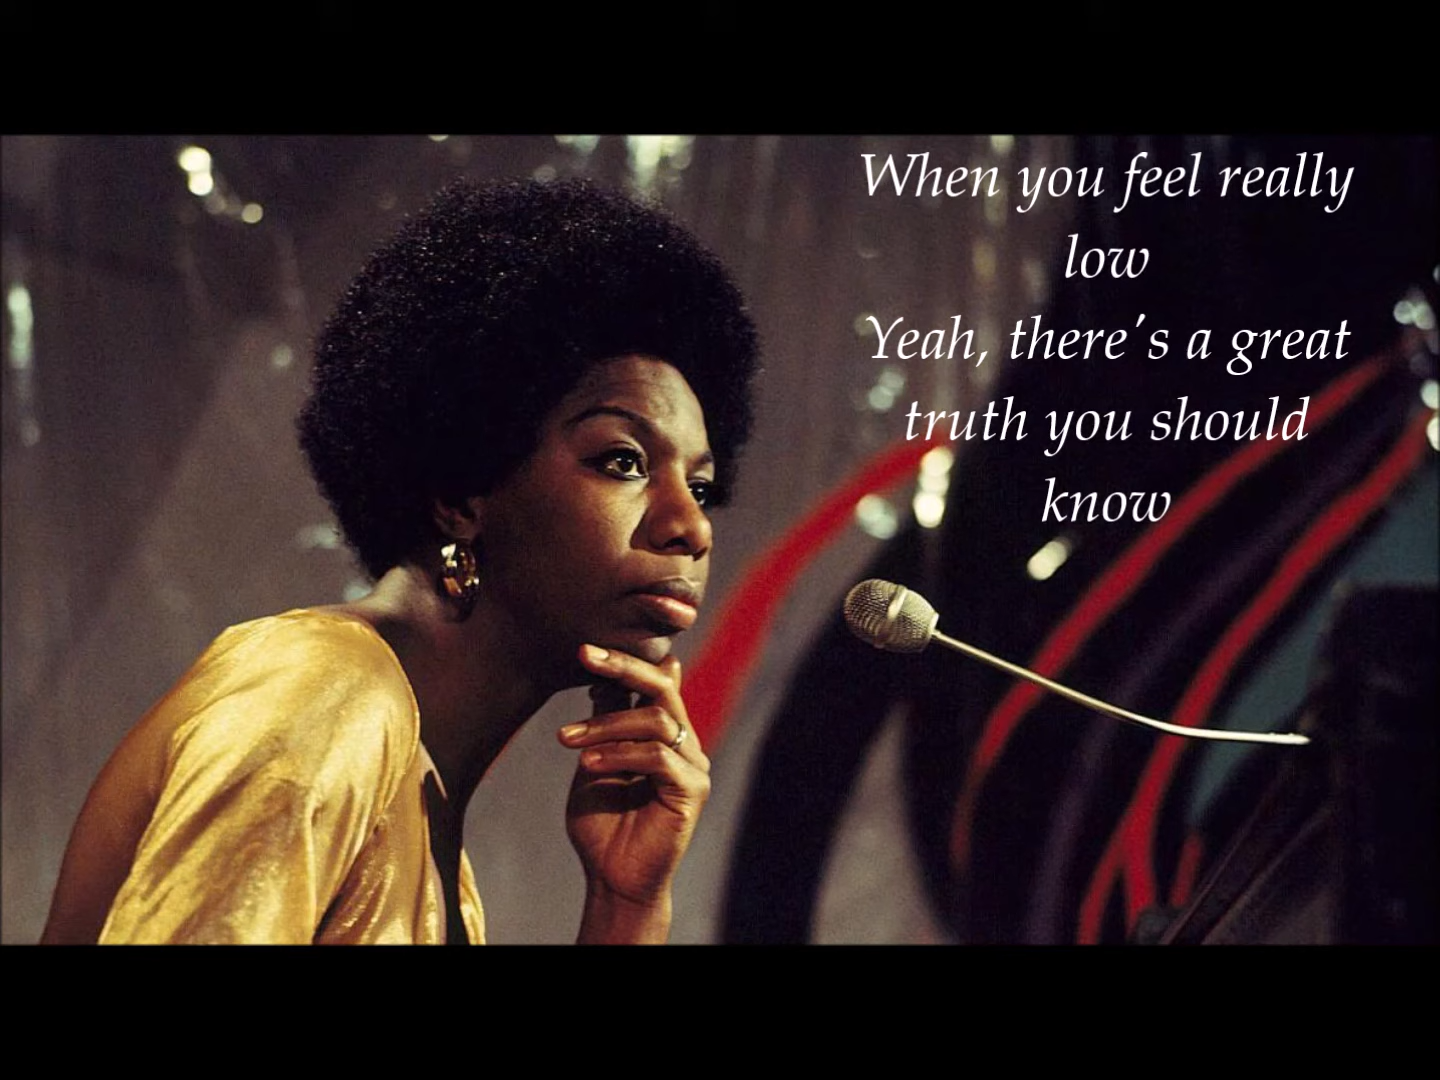 When you feel really
low
Yeah, there's a great
truth you should
know